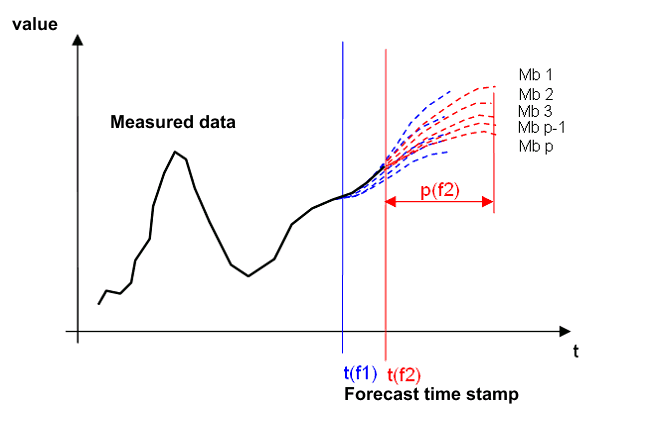 value
Measured data
Mb 1
Mb 2
Mb 3
Mb p-1
Mb p
p(f2)
t
t(f1) t(f2)
Forecast time stamp